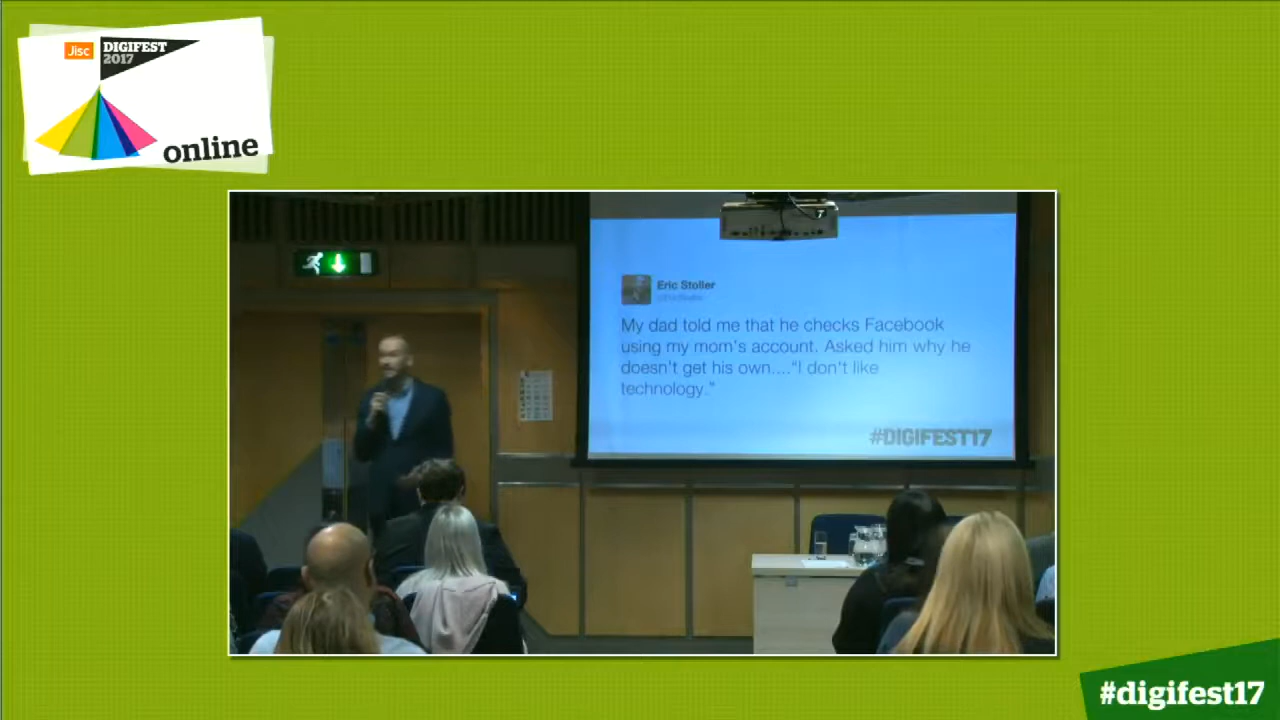 Jisc
DIGIFEST
2017
online
Eric Stoller
My dad told me that he checks Facebook
using my mom's account. Asked him why he
doesn't get his own...."I don't like
technology."
#DIGIFEST17
#digifest17